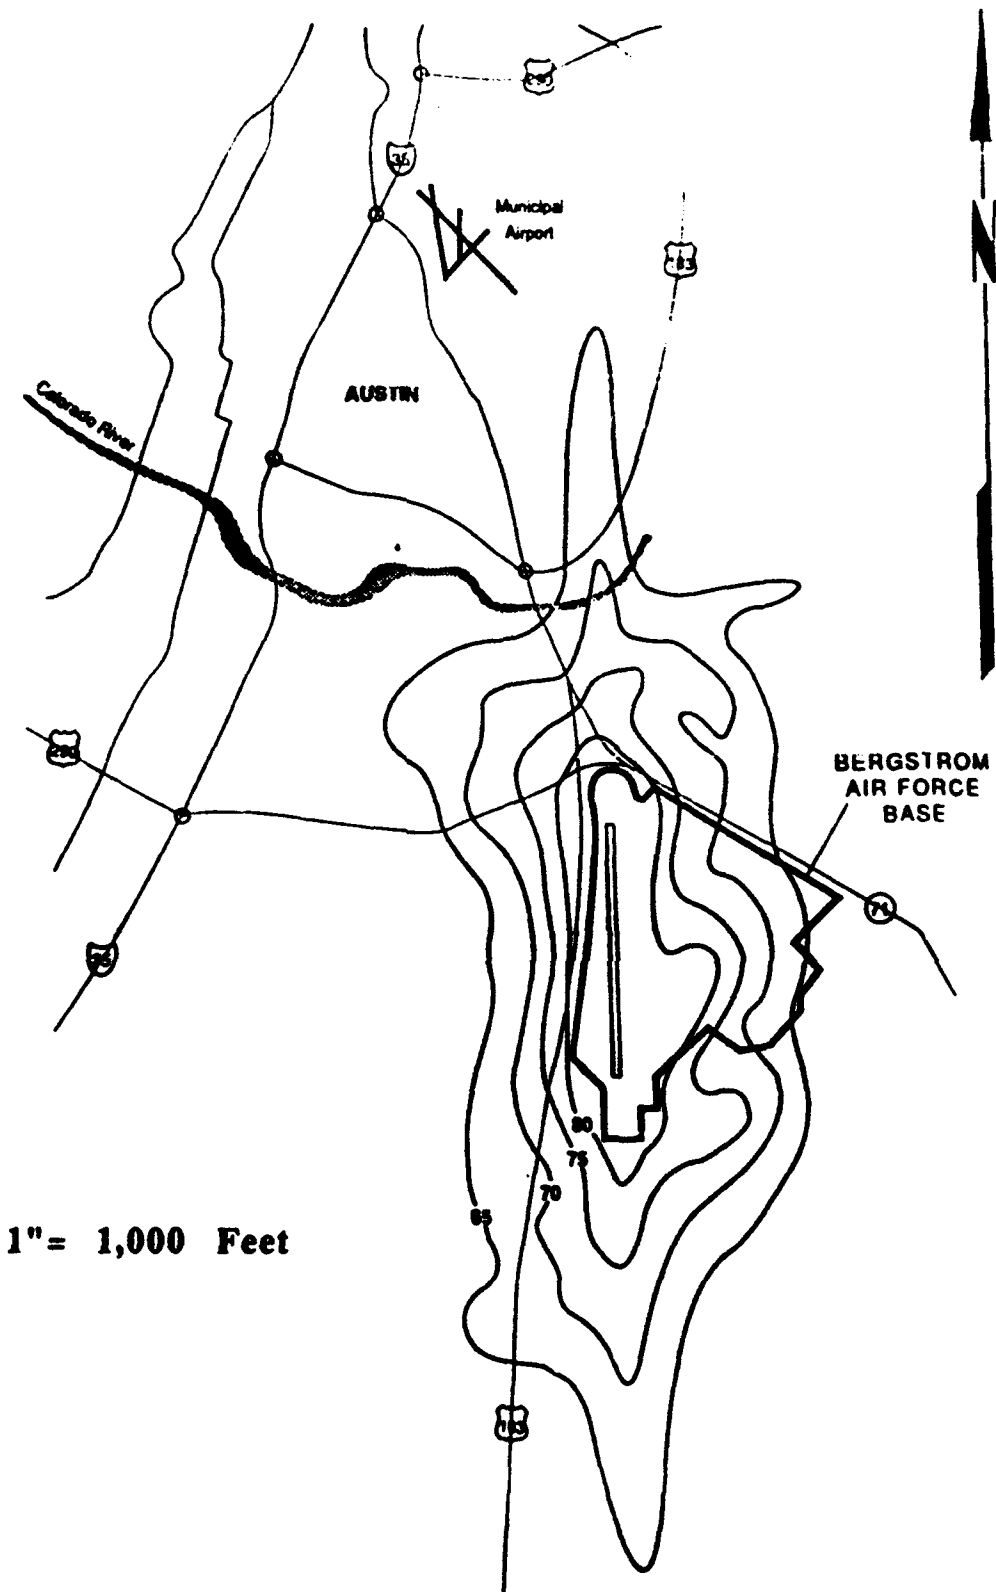 35
Municipal
Airport
183
Colorado River
AUSTIN
N
290
BERGSTROM
AIR FORCE
BASE
71
35
80
75
70
65
1"= 1,000 Feet
183